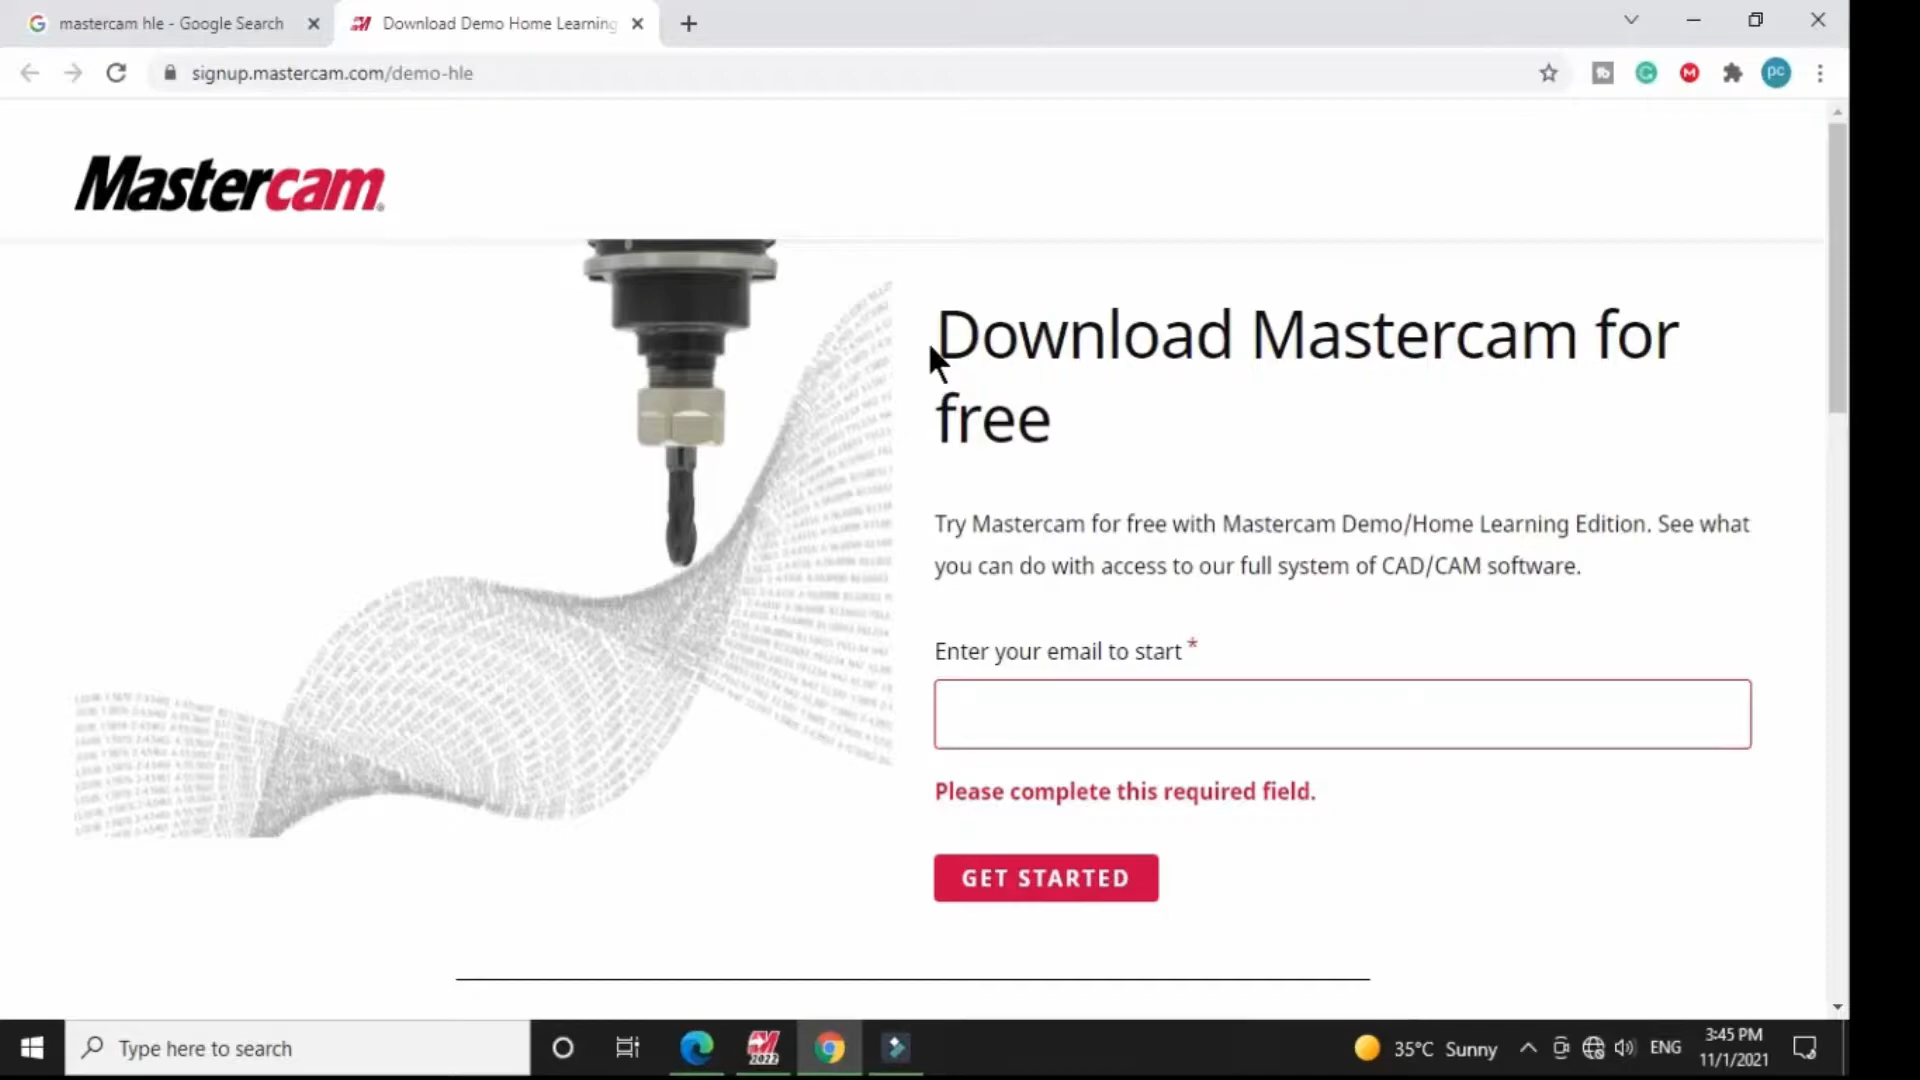 mastercam hle - Google Search
Download Demo Home Learning
signup.mastercam.com/demo-hle
PC
Mastercam
Download Mastercam for
free
Try Mastercam for free with Mastercam Demo/Home Learning Edition. See what
you can do with access to our full system of CAD/CAM software.
Enter your email to start *
Please complete this required field.
GET STARTED
Type here to search
2022
35°C Sunny
ENG
3:45 PM
11/1/2021